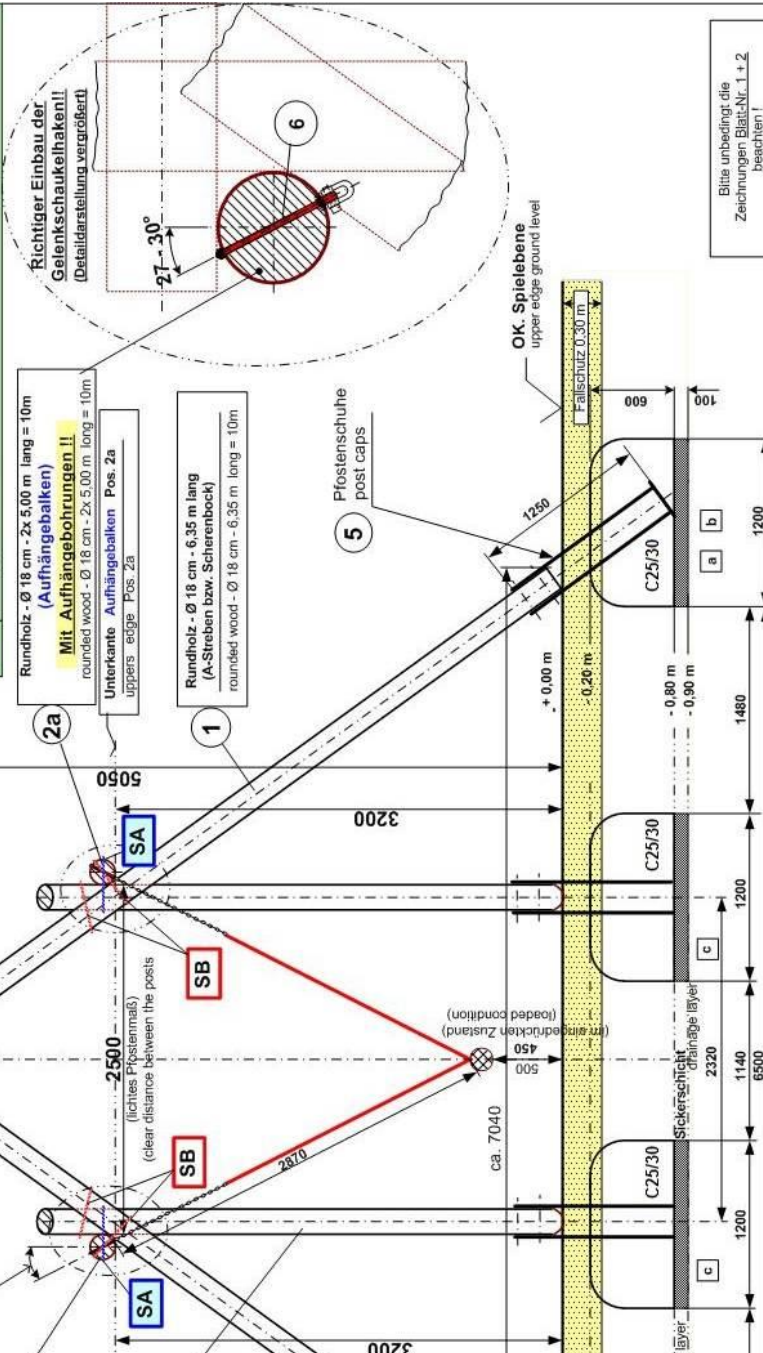 Richtiger Einbau der
Gelenkschaukelhaken!!
(Detaildarstellung vergrößert)
27 - 30°
6
Rundholz - Ø 18 cm - 2x 5,00 m lang = 10m
(Aufhängebalken)
Mit Aufhängebohrungen !!
rounded wood - Ø 18 cm - 2x 5,00 m long = 10m
2a
Unterkante Aufhängebalken Pos. 2a
uppers edge Pos. 2a
Rundholz - Ø 18 cm - 6,35 m lang
(A-Streben bzw. Scherenbock)
rounded wood - Ø 18 cm - 6,35 m long = 10m
1
5
Pfostenschuhe
post caps
OK. Spielebene
upper edge ground level
Bitte unbedingt die
Zeichnungen Blatt-Nr. 1 + 2
beachten !
Fallschutz 0,30 m
5050
3200
3200
SA
SB
SB
SA
2500
(lichtes Pfostenmaß)
(clear distance between the posts
2870
(im eingedrückten Zustand)
(loaded condition)
450
500
ca. 7040
1250
+ 0,00 m
- 0,20 m
- 0,80 m
- 0,90 m
600
100
C25/30
C25/30
C25/30
a
b
c
c
Sickerschicht
drainage layer
layer
1200
1480
1200
2320
1140
6500
1200